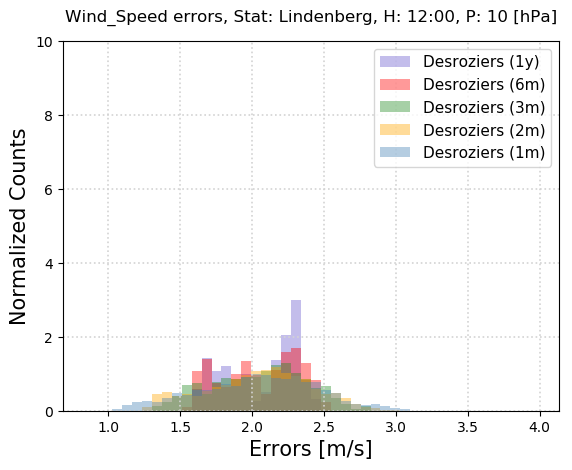 Wind_Speed errors, Stat: Lindenberg, H: 12:00, P: 10 [hPa]
Desroziers (1y)
Desroziers (6m)
Desroziers (3m)
Desroziers (2m)
Desroziers (1m)
Normalized Counts
10
8
6
4
2
0
1.0 1.5 2.0 2.5 3.0 3.5 4.0
Errors [m/s]